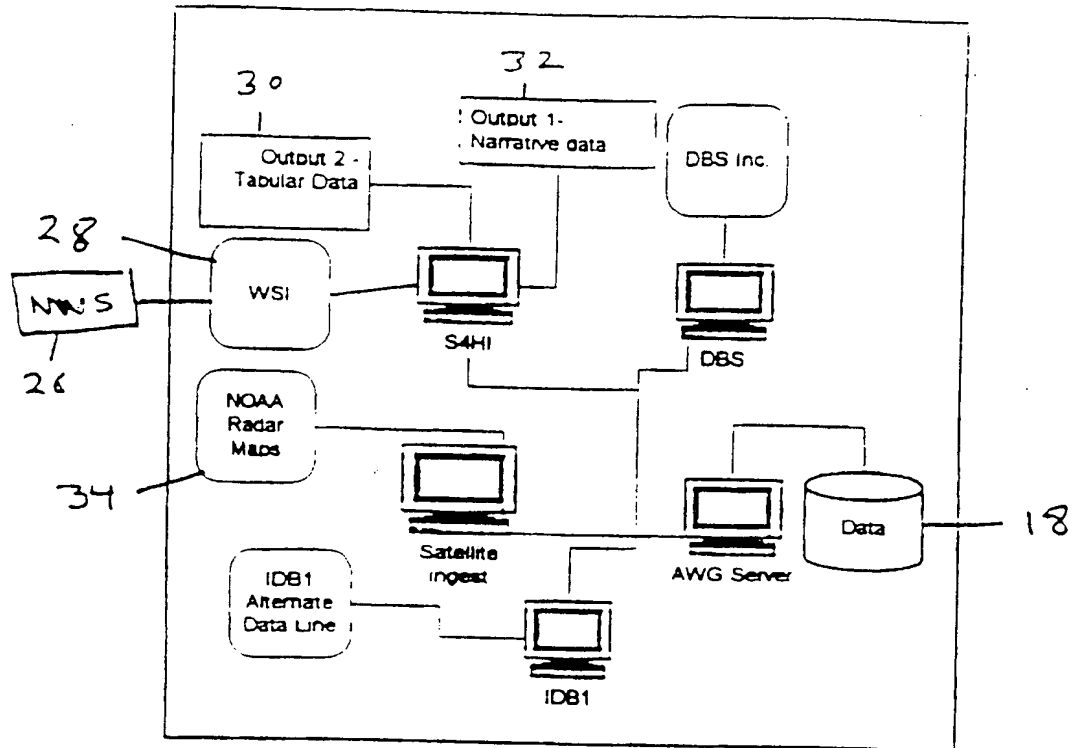 32
30
Output 1-
Narrative data
DBS Inc.
Output 2 -
Tabular Data
28
WSI
NWS
S4HI
DBS
26
NOAA
Radar
Maps
34
Data
18
Satellite
Ingest
AWG Server
IDB1
Alternate
Data Line
IDB1